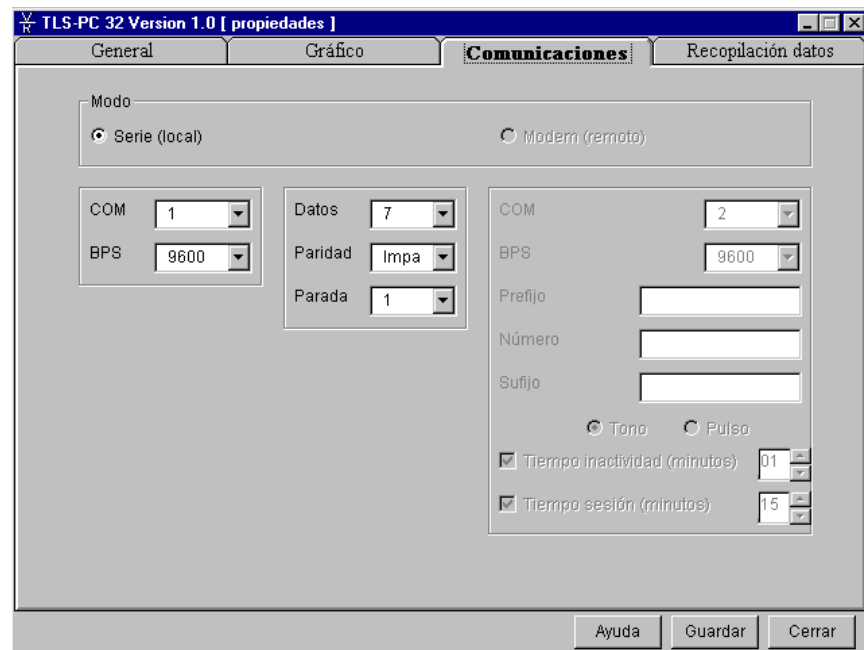 TLS-PC 32 Version 1.0 [ propiedades ]
General Gráfico Comunicaciones Recopilación datos
Modo
Serie (local) Modem (remoto)
COM 1
BPS 9600
Datos 7
Paridad Impa
Parada 1
COM 2
BPS 9600
Prefijo
Número
Sufijo
Tono Pulso
Tiempo inactividad (minutos) 01
Tiempo sesión (minutos) 15
Ayuda Guardar Cerrar